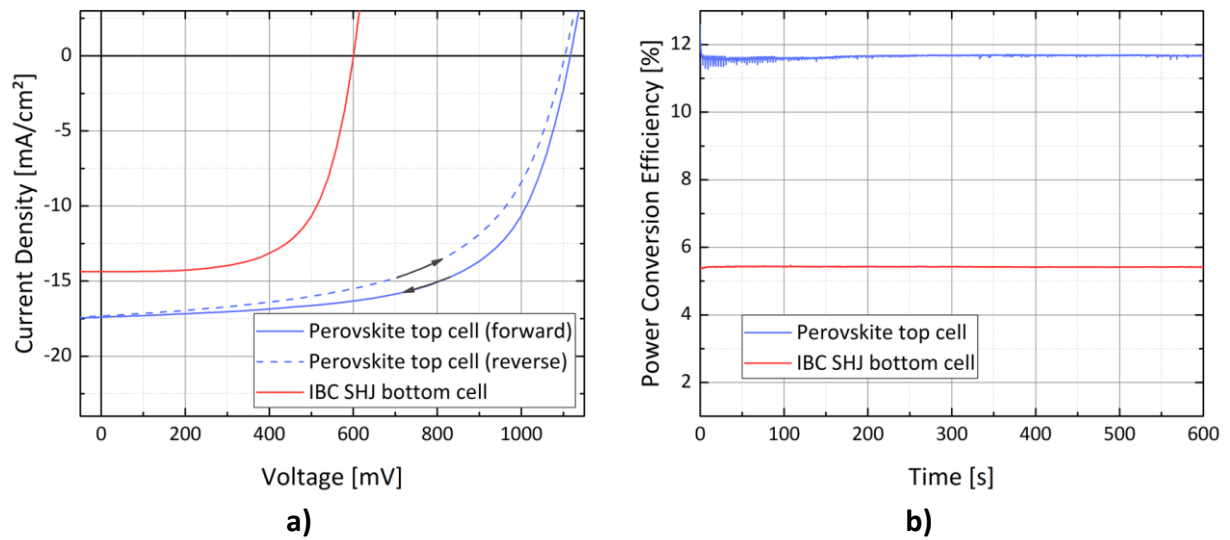 Current Density [mA/cm²]
0
-5
-10
-15
-20
Perovskite top cell (forward)
Perovskite top cell (reverse)
IBC SHJ bottom cell
0 200 400 600 800 1000
Voltage [mV]
a)
Power Conversion Efficiency [%]
12
10
8
6
4
2
Perovskite top cell
IBC SHJ bottom cell
0 100 200 300 400 500 600
Time [s]
b)